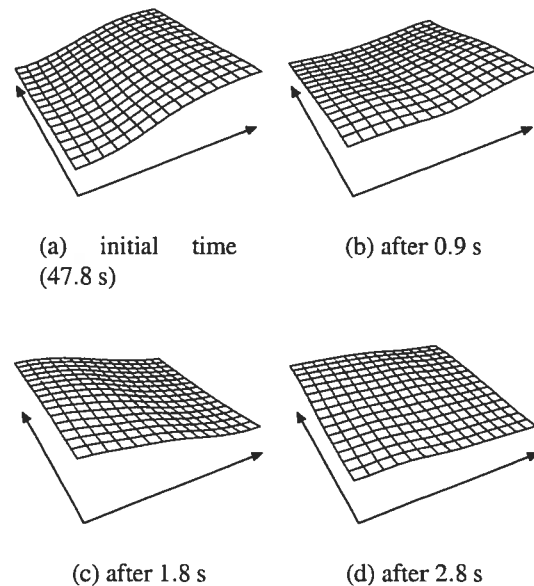 (a) initial time
(47.8 s)
(b) after 0.9 s
(c) after 1.8 s
(d) after 2.8 s